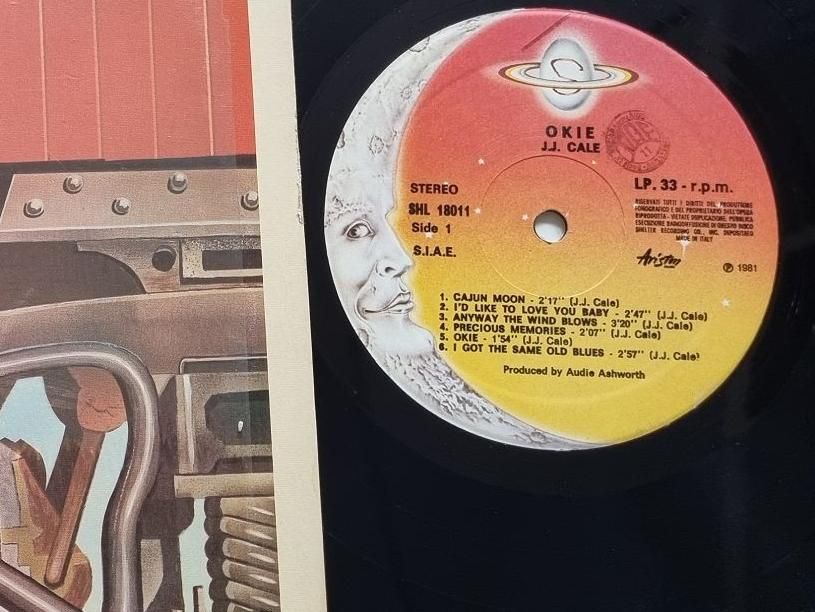 OKIE
J.J. CALE
STEREO
SHL 18011
Side 1
S.I.A.E.
LP. 33 - r.p.m.
RISERVATI TUTTI I DIRITTI DEL PRODUTTORE
FONOGRAFICO E DEL PROPRIETARIO DELL'OPERA
RIPRODOTTA - VIETATE DUPLICAZIONE, PUBBLICA
ESECUZIONE RADIODIFFUSIONE DI QUESTO DISCO
SHELTER RECORDING CO., INC. DEPOSITATO
MADE IN ITALY
Ariston
℗ 1981
1. CAJUN MOON - 2'17'' (J.J. Cale)
2. I'D LIKE TO LOVE YOU BABY - 2'47'' (J.J. Cale)
3. ANYWAY THE WIND BLOWS - 3'20'' (J.J. Cale)
4. PRECIOUS MEMORIES - 2'07'' (J.J. Cale)
5. OKIE - 1'54'' (J.J. Cale)
6. I GOT THE SAME OLD BLUES - 2'57'' (J.J. Cale)
Produced by Audie Ashworth